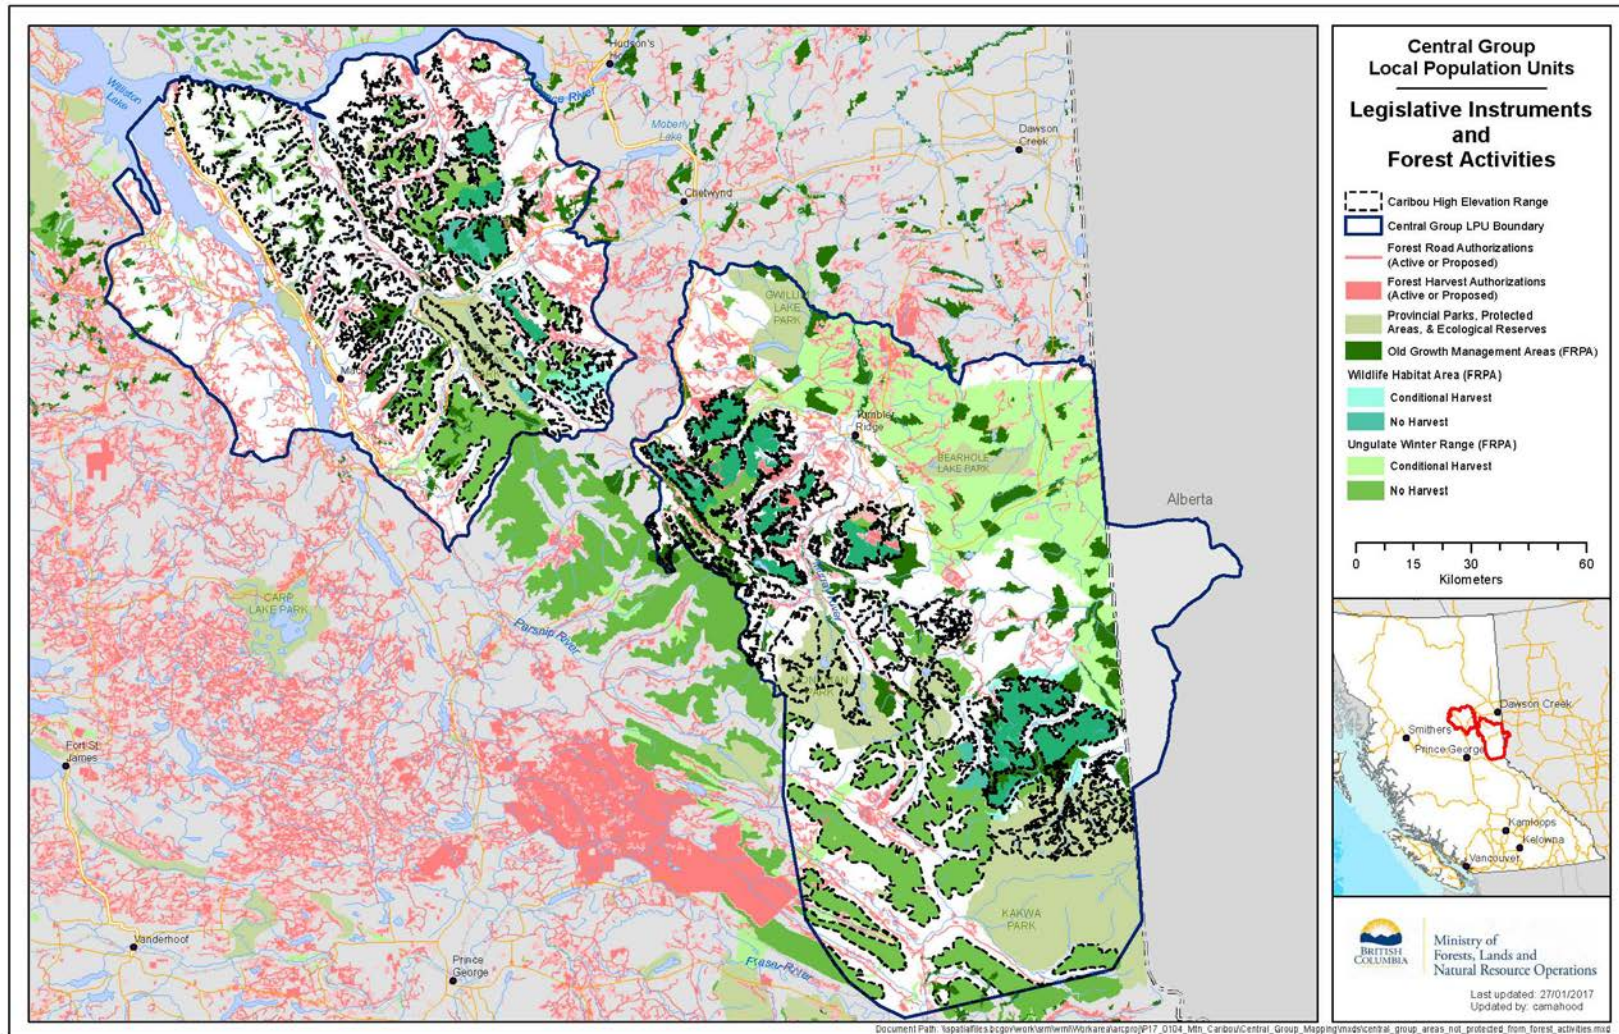 Central Group
Local Population Units
Legislative Instruments
and
Forest Activities
Caribou High Elevation Range
Central Group LPU Boundary
Forest Road Authorizations
(Active or Proposed)
Forest Harvest Authorizations
(Active or Proposed)
Provincial Parks, Protected
Areas, & Ecological Reserves
Old Growth Management Areas (FRPA)
Wildlife Habitat Area (FRPA)
Conditional Harvest
No Harvest
Ungulate Winter Range (FRPA)
Conditional Harvest
No Harvest
0 15 30 60
Kilometers
Williston
Lake
Hudson's
River
Moberly
Lake
Dawson
Creek
Chetwynd
GWILLIM
LAKE
PARK
Tumbler
Ridge
BEARHOLE
LAKE PARK
Alberta
Murray River
CARP
LAKE PARK
Parsnip River
PARK
Fort St.
James
KAKWA
PARK
Vanderhoof
Prince
George
Fraser River
Dawson Creek
Smithers
Prince George
Kamloops
Kelowna
Vancouver
BRITISH
COLUMBIA
Ministry of
Forests, Lands and
Natural Resource Operations
Last updated: 27/01/2017
Updated by: camahood